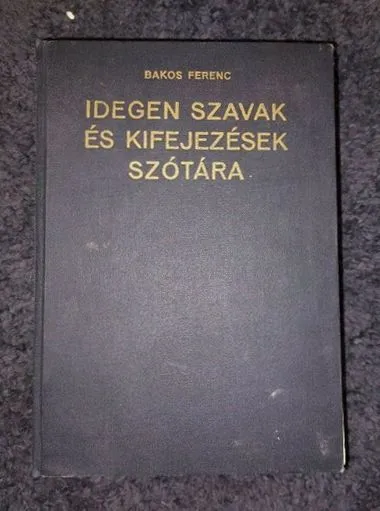 BAKOS FERENC
IDEGEN SZAVAK
ÉS KIFEJEZÉSEK
SZÓTÁRA